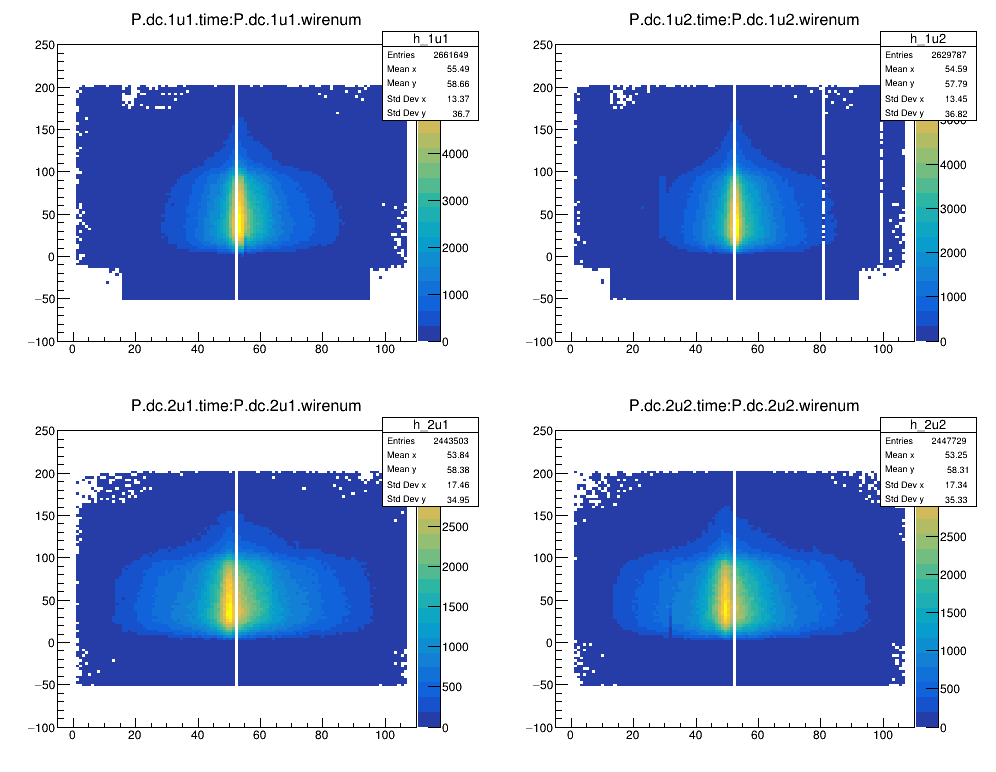 P.dc.1u1.time:P.dc.1u1.wirenum
h_1u1
Entries 2661649
Mean x 55.49
Mean y 58.66
Std Dev x 13.37
Std Dev y 36.7
250
200
150
100
50
0
−50
−100
0 20 40 60 80 100
4000
3000
2000
1000
0
P.dc.1u2.time:P.dc.1u2.wirenum
h_1u2
Entries 2629787
Mean x 54.59
Mean y 57.79
Std Dev x 13.45
Std Dev y 36.82
250
200
150
100
50
0
−50
−100
0 20 40 60 80 100
5000
4000
3000
2000
1000
0
P.dc.2u1.time:P.dc.2u1.wirenum
h_2u1
Entries 2443503
Mean x 53.84
Mean y 58.38
Std Dev x 17.46
Std Dev y 34.95
250
200
150
100
50
0
−50
−100
0 20 40 60 80 100
2500
2000
1500
1000
500
0
P.dc.2u2.time:P.dc.2u2.wirenum
h_2u2
Entries 2447729
Mean x 53.25
Mean y 58.31
Std Dev x 17.34
Std Dev y 35.33
250
200
150
100
50
0
−50
−100
0 20 40 60 80 100
2500
2000
1500
1000
500
0